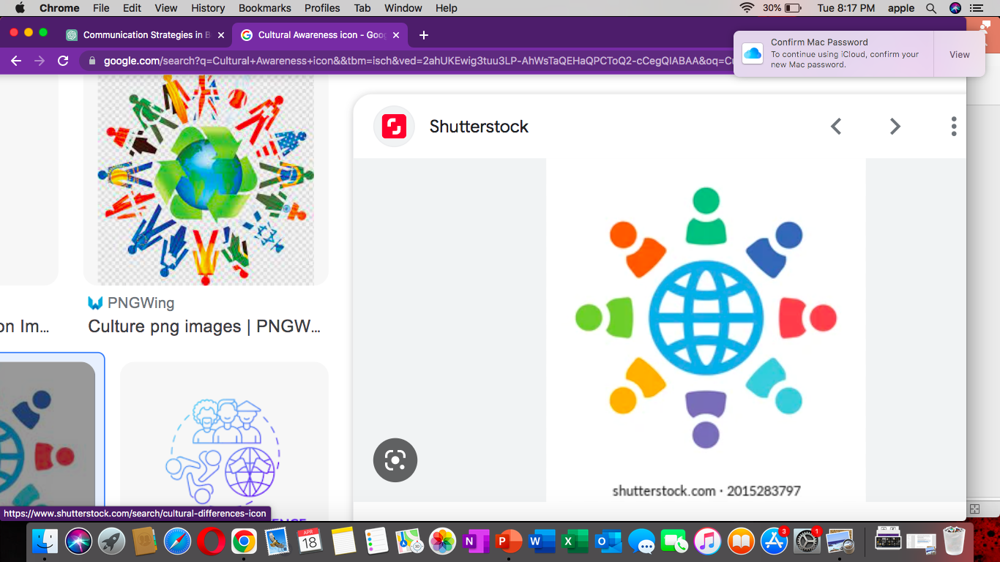 Chrome File Edit View History Bookmarks Profiles Tab Window Help 30% Tue 8:17 PM apple
Communication Strategies in B
Cultural Awareness icon - Goo
google.com/search?q=Cultural+Awareness+icon&&tbm=isch&ved=2ahUKEwig3tuu3LP-AhWsTaQEHaQPCToQ2-cCegQIABAA&oq=Cu
Confirm Mac Password
To continue using iCloud, confirm your
new Mac password.
View
Shutterstock
PNGWing
on Im...
Culture png images | PNGW...
shutterstock.com · 2015283797
https://www.shutterstock.com/search/cultural-differences-icon
APR
18
N
P
W
X
O
3
1